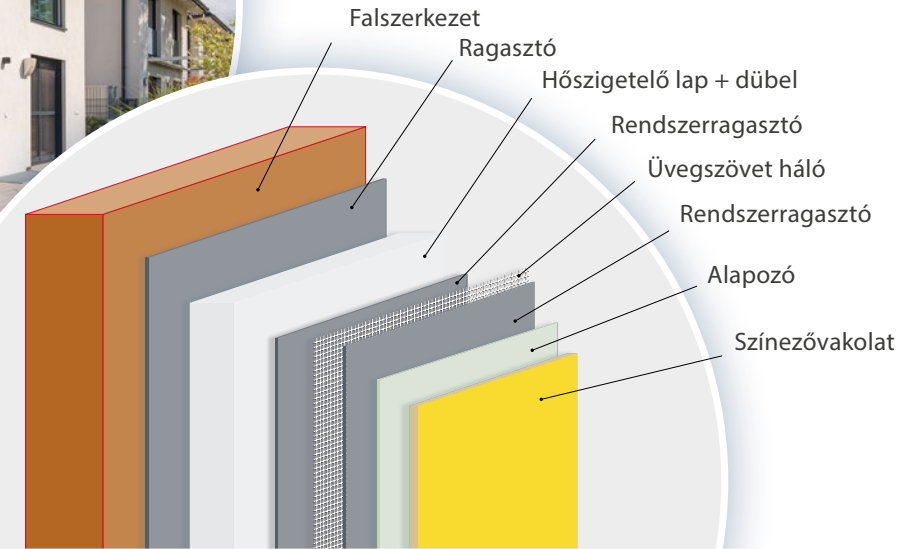 Falszerkezet
Ragasztó
Hőszigetelő lap + dübel
Rendszerragasztó
Üvegszövet háló
Rendszerragasztó
Alapozó
Színezővakolat